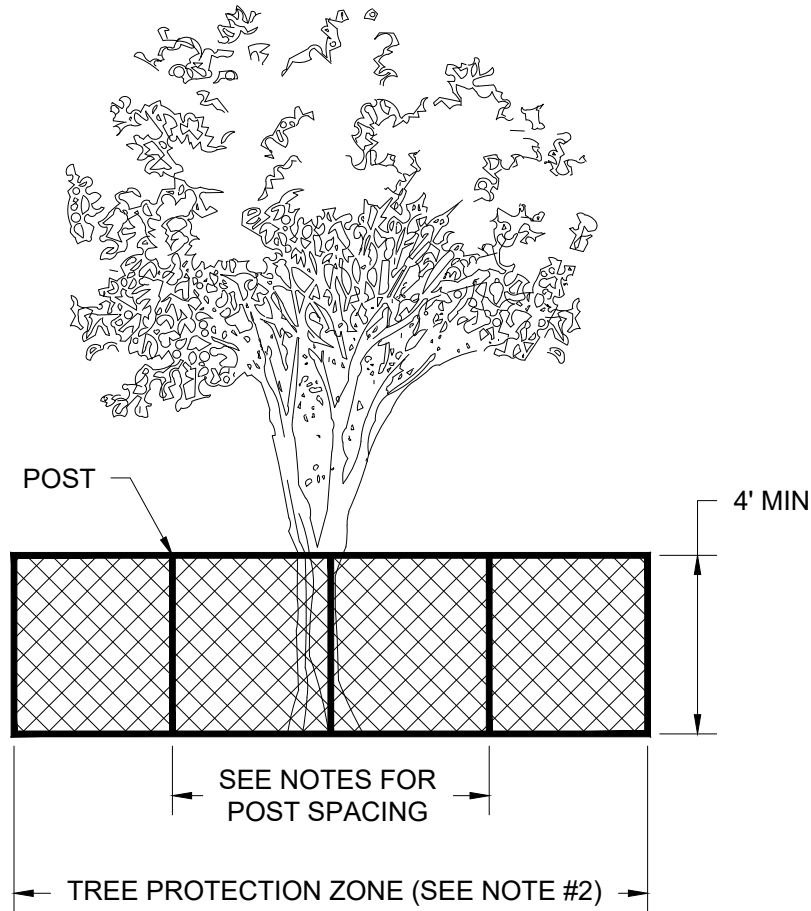 POST
4' MIN
SEE NOTES FOR
POST SPACING
TREE PROTECTION ZONE (SEE NOTE #2)